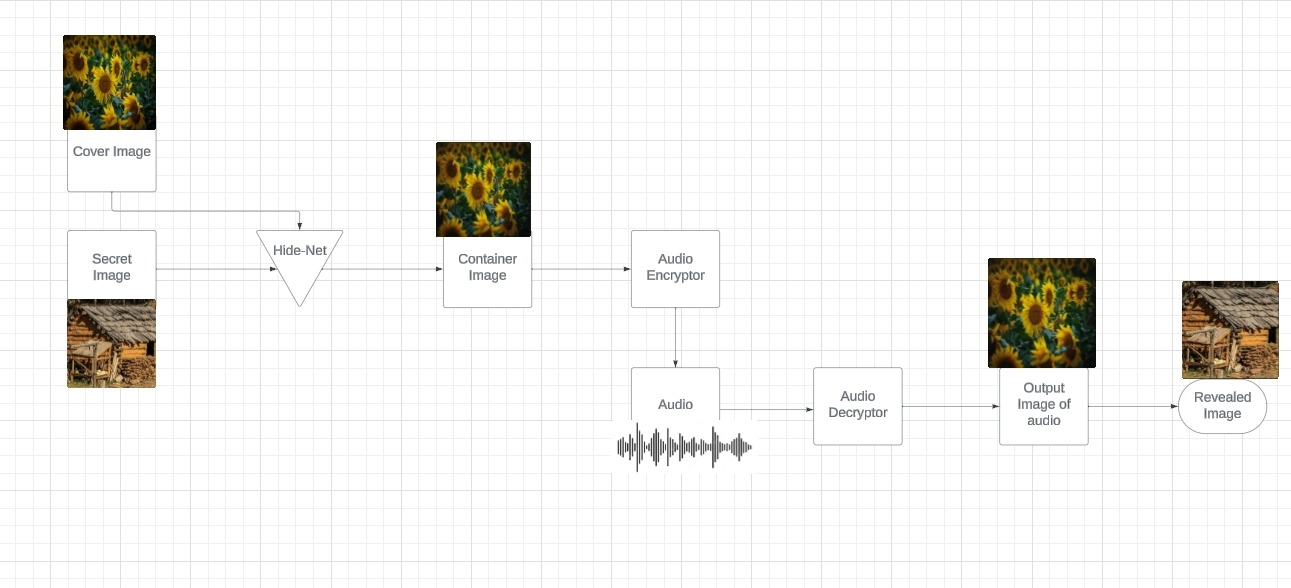 Cover Image
Secret
Image
Hide-Net
Container
Image
Audio
Encryptor
Audio
Audio
Decryptor
Output
Image of
audio
Revealed
Image